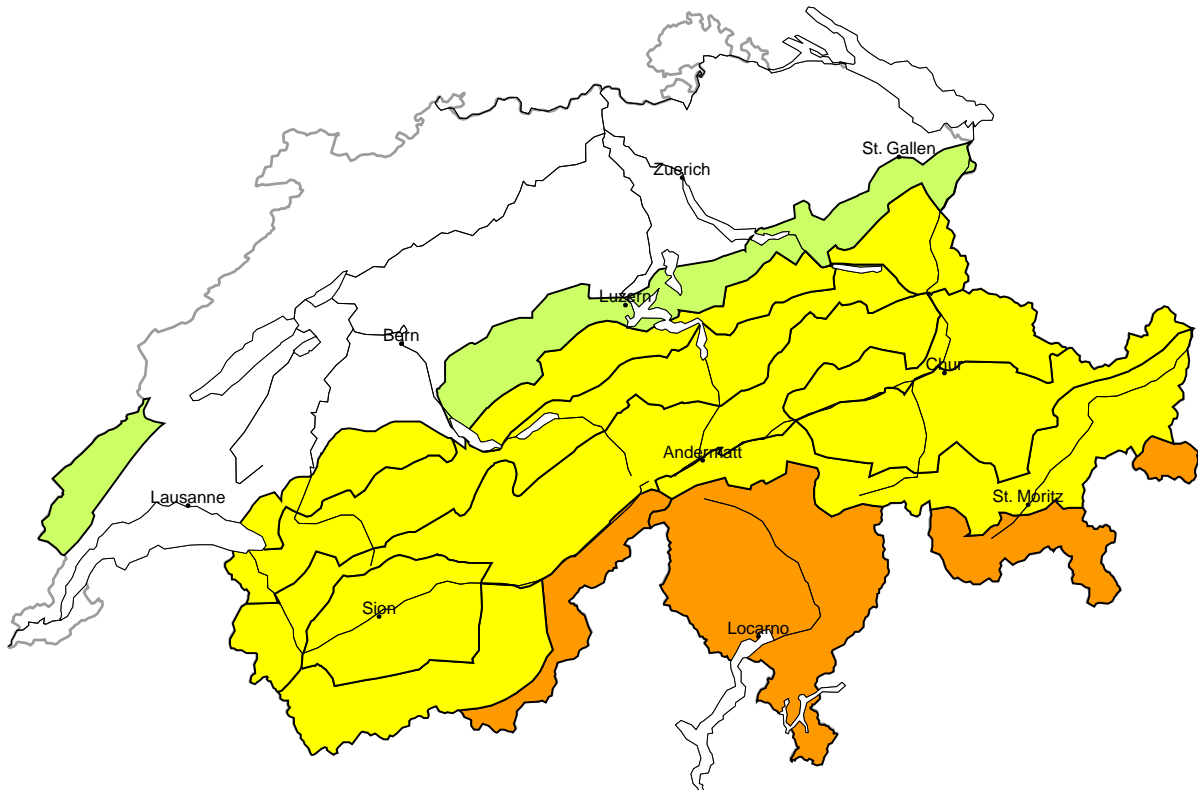 St. Gallen
Zuerich
Luzern
Bern
Chur
Andermatt
Lausanne
St. Moritz
Sion
Locarno